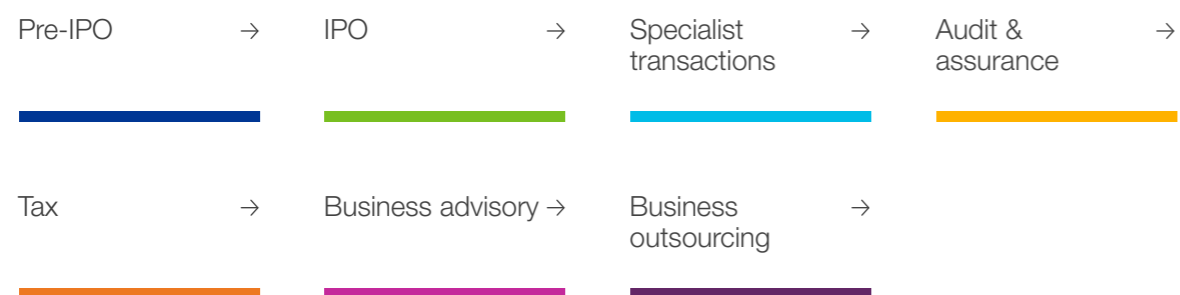 Pre-IPO →
IPO →
Specialist →
transactions
Audit & →
assurance
Tax →
Business advisory →
Business →
outsourcing